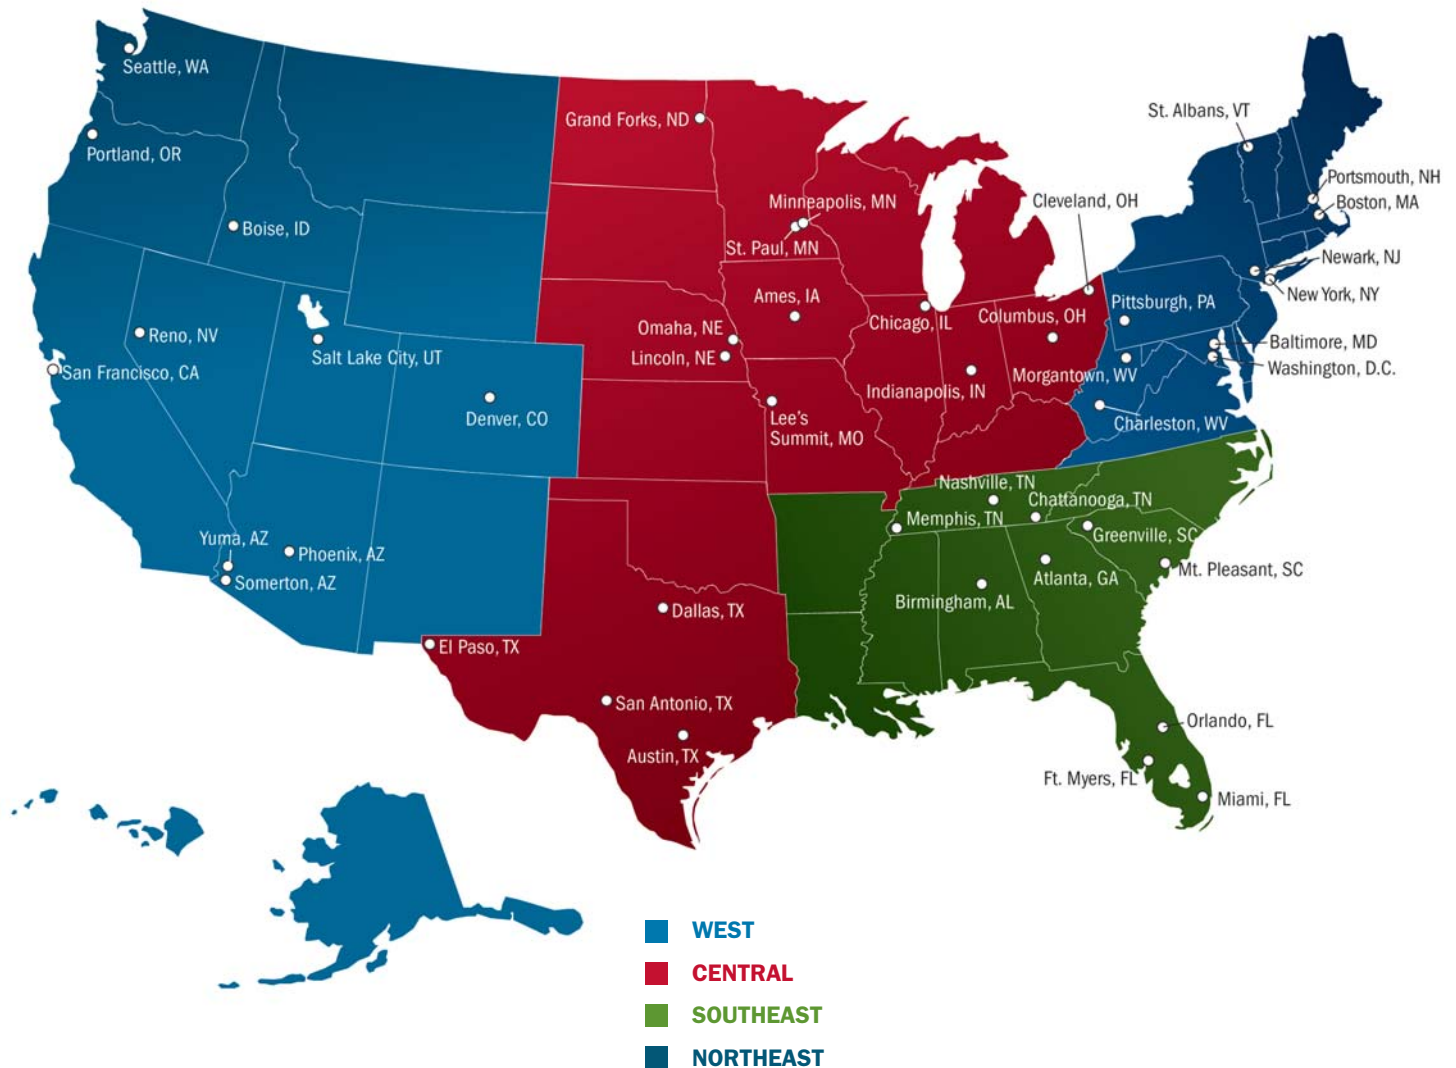 Seattle, WA
Portland, OR
Boise, ID
Reno, NV
San Francisco, CA
Salt Lake City, UT
Denver, CO
Yuma, AZ
Phoenix, AZ
Somerton, AZ
Grand Forks, ND
Minneapolis, MN
St. Paul, MN
Ames, IA
Omaha, NE
Lincoln, NE
Lee's
Summit, MO
Chicago, IL
Indianapolis, IN
Columbus, OH
Cleveland, OH
El Paso, TX
Dallas, TX
San Antonio, TX
Austin, TX
St. Albans, VT
Portsmouth, NH
Boston, MA
Newark, NJ
New York, NY
Pittsburgh, PA
Baltimore, MD
Washington, D.C.
Morgantown, WV
Charleston, WV
Nashville, TN
Chattanooga, TN
Memphis, TN
Greenville, SC
Mt. Pleasant, SC
Atlanta, GA
Birmingham, AL
Orlando, FL
Ft. Myers, FL
Miami, FL
WEST
CENTRAL
SOUTHEAST
NORTHEAST